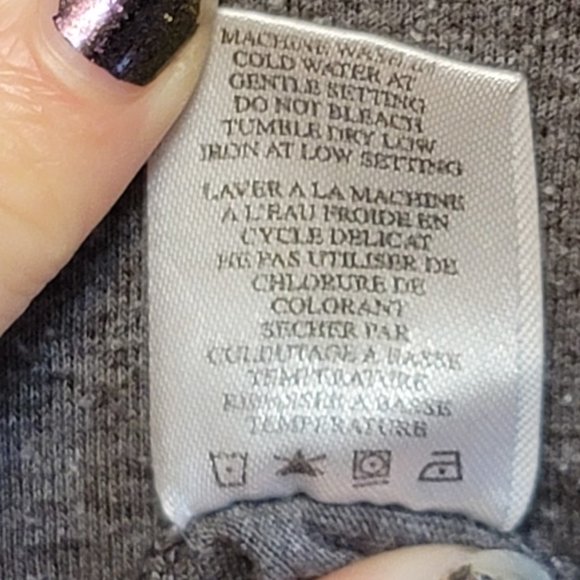 MACHINE WASH IN
COLD WATER AT
GENTLE SETTING
DO NOT BLEACH
TUMBLE DRY LOW
IRON AT LOW SETTING
LAVER A LA MACHINE
A L'EAU FROIDE EN
CYCLE DELICAT
NE PAS UTILISER DE
CHLORURE DE
COLORANT
SECHER PAR
A BASSE
TEMPERATURE
A BASSE
TEMPERATURE